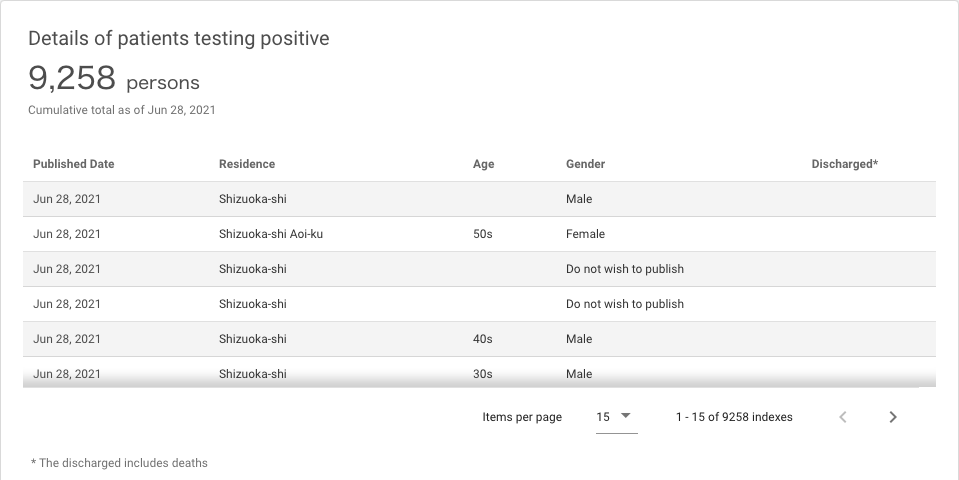 Details of patients testing positive
9,258 persons
Cumulative total as of Jun 28, 2021
Published Date Residence Age Gender Discharged*
Jun 28, 2021 Shizuoka-shi Male
Jun 28, 2021 Shizuoka-shi Aoi-ku 50s Female
Jun 28, 2021 Shizuoka-shi Do not wish to publish
Jun 28, 2021 Shizuoka-shi Do not wish to publish
Jun 28, 2021 Shizuoka-shi 40s Male
Jun 28, 2021 Shizuoka-shi 30s Male
Items per page 15 1 - 15 of 9258 indexes
* The discharged includes deaths